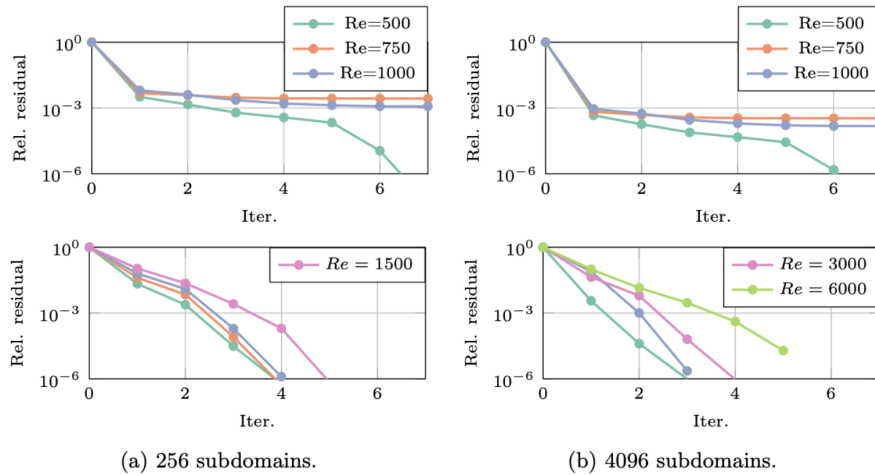 Re=500
Re=750
Re=1000
10^0
10^−3
10^−6
Rel. residual
0 2 4 6
Iter.
Re=500
Re=750
Re=1000
10^0
10^−3
10^−6
Rel. residual
0 2 4 6
Iter.
Re = 1500
10^0
10^−3
10^−6
Rel. residual
0 2 4 6
Iter.
Re = 3000
Re = 6000
10^0
10^−3
10^−6
Rel. residual
0 2 4 6
Iter.
(a) 256 subdomains.
(b) 4096 subdomains.